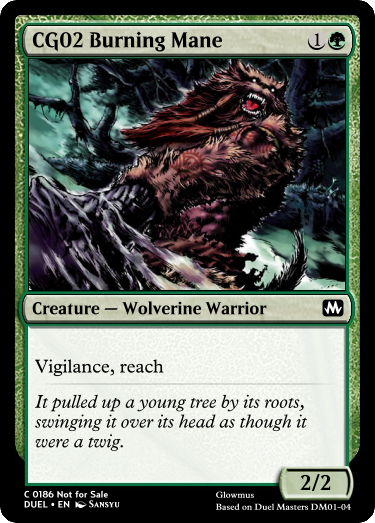 CG02 Burning Mane 1
Creature — Wolverine Warrior
Vigilance, reach
It pulled up a young tree by its roots,
swinging it over its head as though it
were a twig.
2/2
C 0186 Not for Sale
DUEL • EN Sansyu
Glowmus
Based on Duel Masters DM01-04